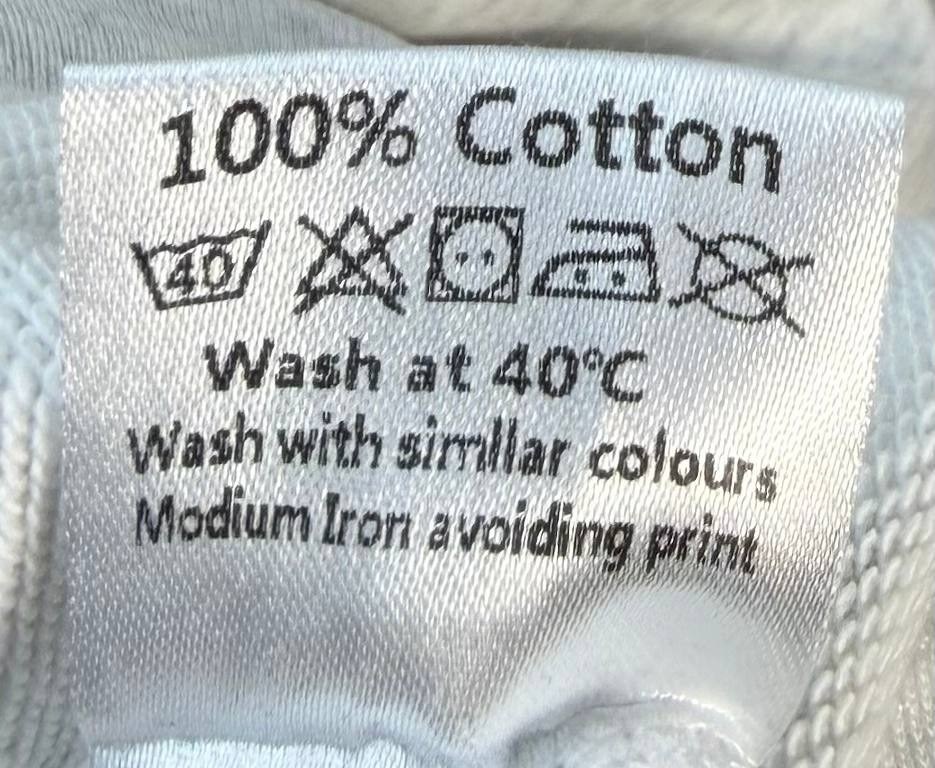 100% Cotton
40
Wash at 40°C
Wash with simllar colours
Modium Iron avoiding print